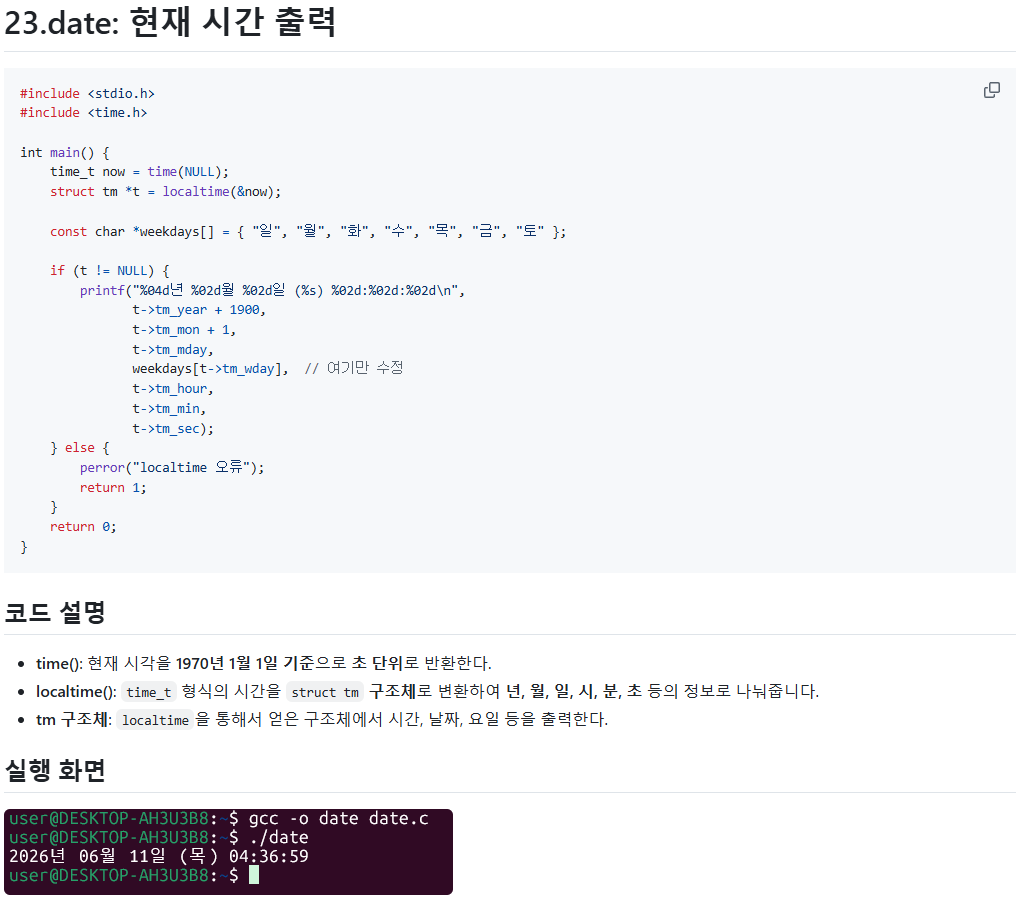 23.date: 현재 시간 출력
#include <stdio.h>
#include <time.h>
int main() {
    time_t now = time(NULL);
    struct tm *t = localtime(&now);
    const char *weekdays[] = { "일", "월", "화", "수", "목", "금", "토" };
    if (t != NULL) {
        printf("%04d년 %02d월 %02d일 (%s) %02d:%02d:%02d\n",
               t->tm_year + 1900,
               t->tm_mon + 1,
               t->tm_mday,
               weekdays[t->tm_wday],  // 여기만 수정
               t->tm_hour,
               t->tm_min,
               t->tm_sec);
    } else {
        perror("localtime 오류");
        return 1;
    }
    return 0;
}
코드 설명
• time(): 현재 시각을 1970년 1월 1일 기준으로 초 단위로 반환한다.
• localtime(): time_t 형식의 시간을 struct tm 구조체로 변환하여 년, 월, 일, 시, 분, 초 등의 정보로 나눠줍니다.
• tm 구조체: localtime 을 통해서 얻은 구조체에서 시간, 날짜, 요일 등을 출력한다.
실행 화면
user@DESKTOP-AH3U3B8:~$ gcc -o date date.c
user@DESKTOP-AH3U3B8:~$ ./date
2026년 06월 11일 (목) 04:36:59
user@DESKTOP-AH3U3B8:~$